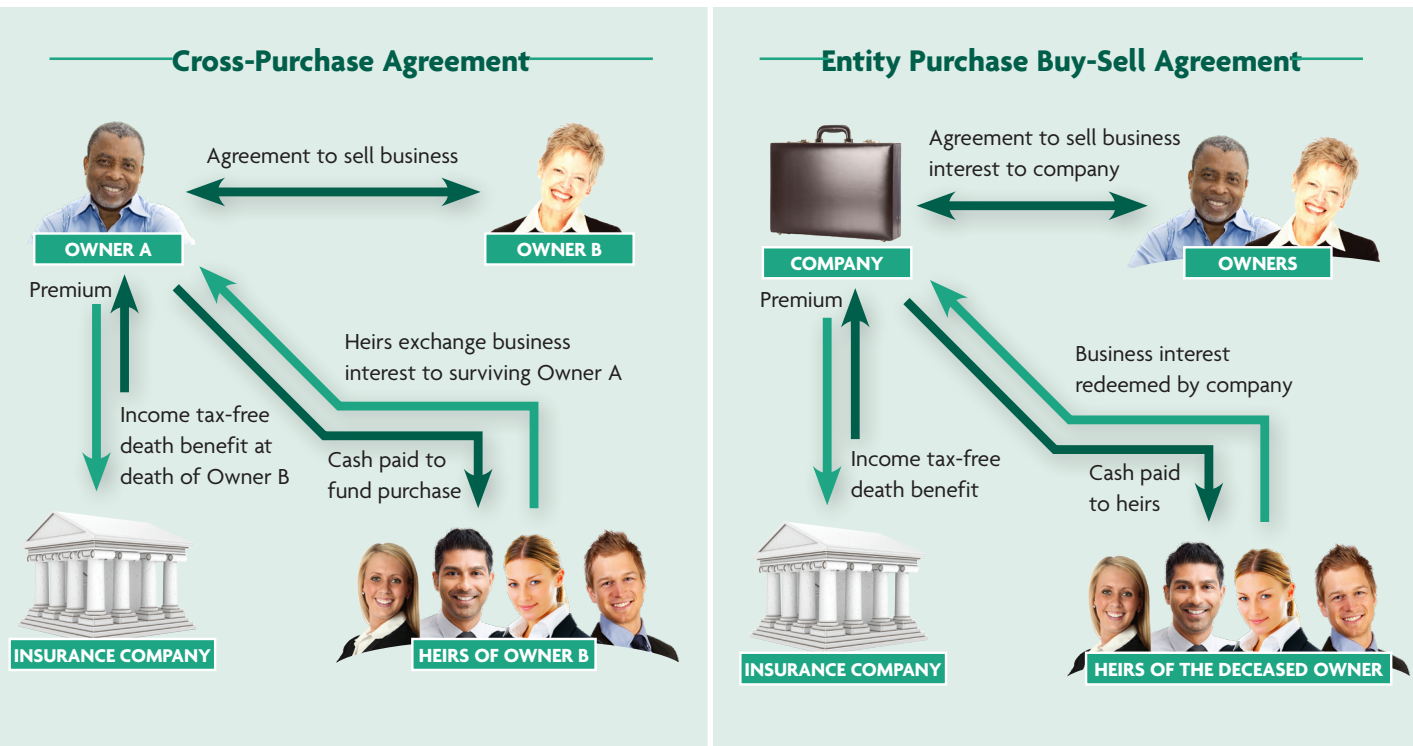 Cross-Purchase Agreement
Agreement to sell business
OWNER A
OWNER B
Premium
Heirs exchange business
interest to surviving Owner A
Income tax-free
death benefit at
death of Owner B
Cash paid to
fund purchase
INSURANCE COMPANY
HEIRS OF OWNER B
Entity Purchase Buy-Sell Agreement
Agreement to sell business
interest to company
COMPANY
OWNERS
Premium
Business interest
redeemed by company
Income tax-free
death benefit
Cash paid
to heirs
INSURANCE COMPANY
HEIRS OF THE DECEASED OWNER